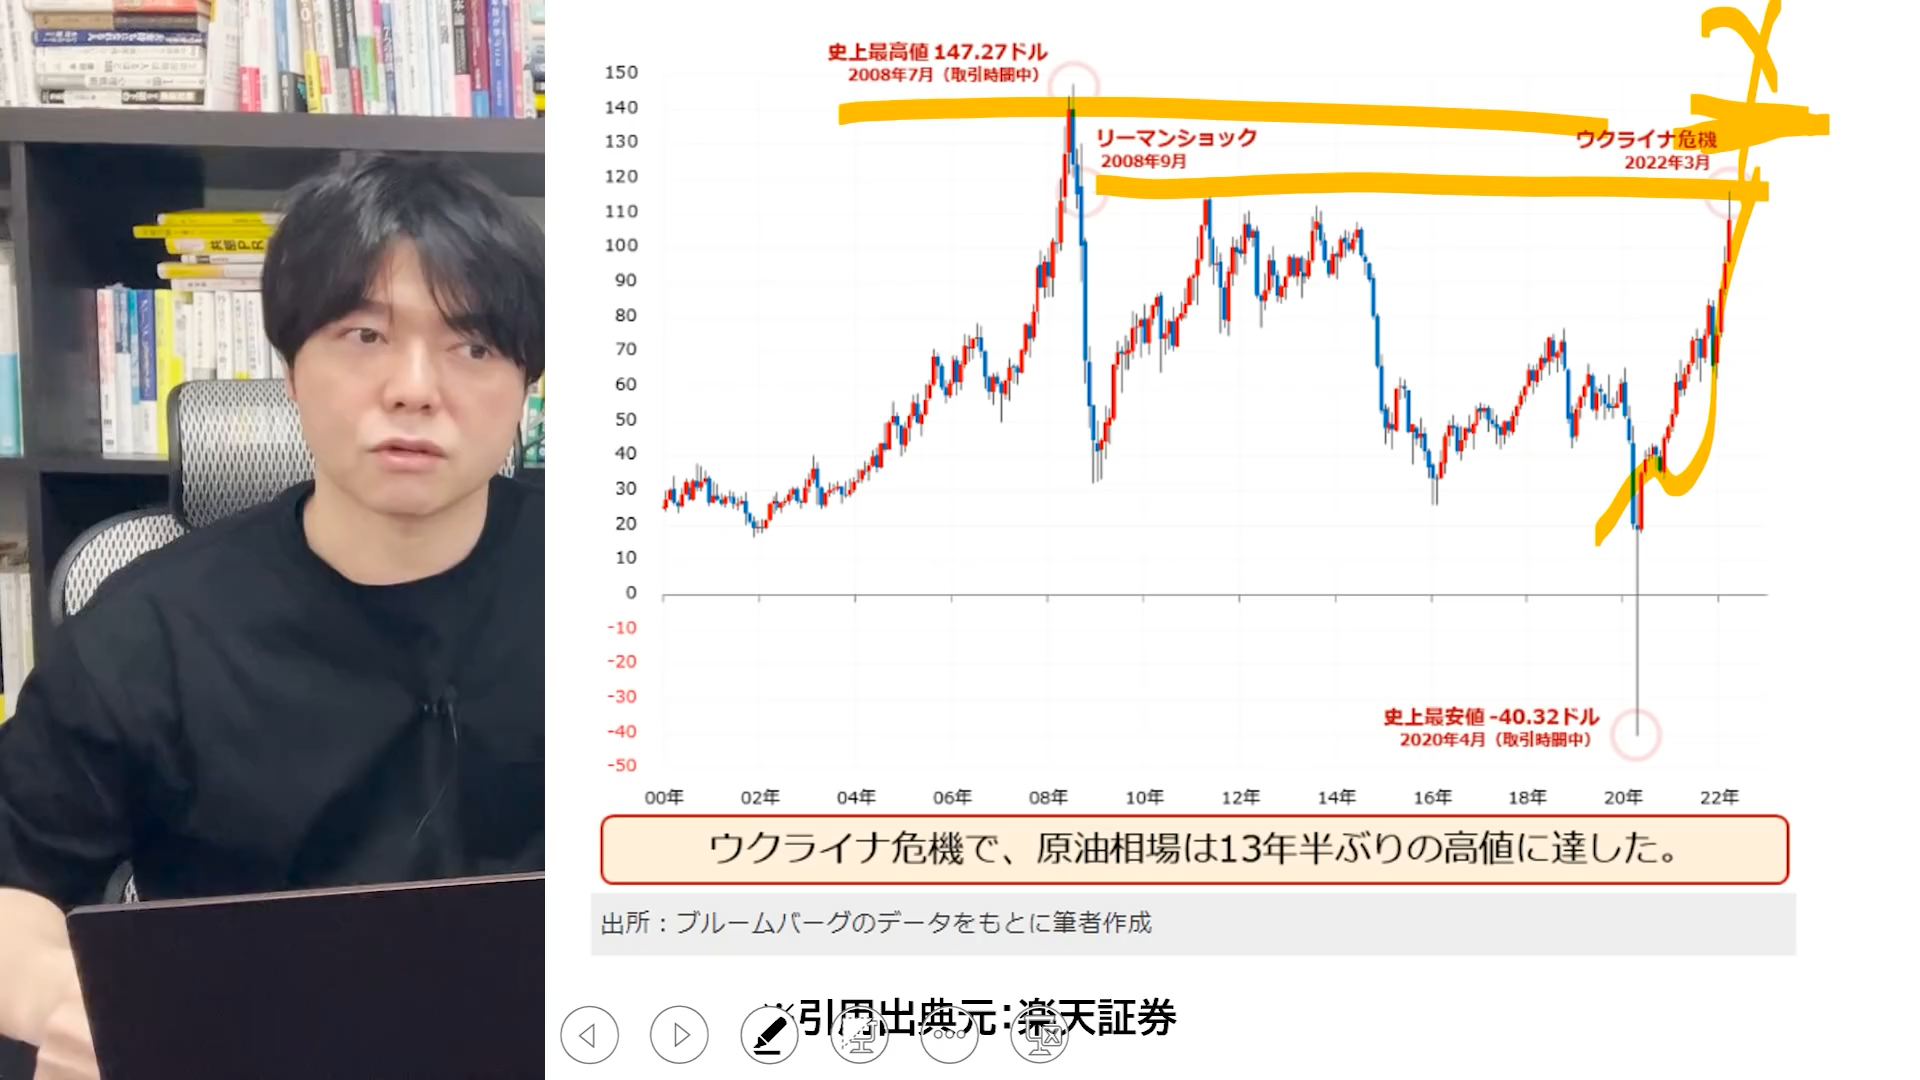 史上最高値 147.27ドル
2008年7月（取引時間中）
リーマンショック
2008年9月
ウクライナ危機
2022年3月
150
140
130
120
110
100
90
80
70
60
50
40
30
20
10
0
-10
-20
-30
-40
-50
史上最安値 -40.32ドル
2020年4月（取引時間中）
00年 02年 04年 06年 08年 10年 12年 14年 16年 18年 20年 22年
ウクライナ危機で、原油相場は13年半ぶりの高値に達した。
出所：ブルームバーグのデータをもとに筆者作成
※引用出典元：楽天証券